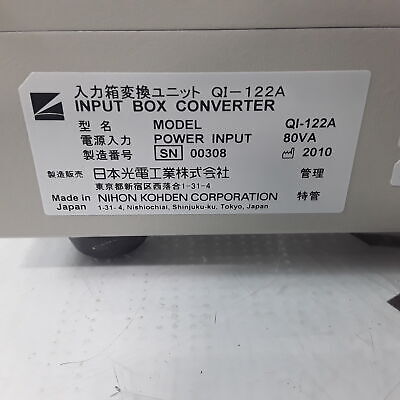 入力箱変換ユニット QI-122A
INPUT BOX CONVERTER
型 名 MODEL QI-122A
電源入力 POWER INPUT 80VA
製造番号 SN 00308 2010
製造販売 日本光電工業株式会社 管理
東京都新宿区西落合1-31-4
Made in Japan NIHON KOHDEN CORPORATION 特管
1-31-4, Nishiochiai, Shinjuku-ku, Tokyo, Japan